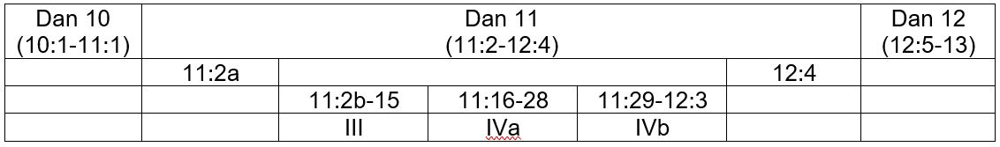 Dan 10
(10:1-11:1)
Dan 11
(11:2-12:4)
Dan 12
(12:5-13)
11:2a
12:4
11:2b-15
11:16-28
11:29-12:3
III
IVa
IVb